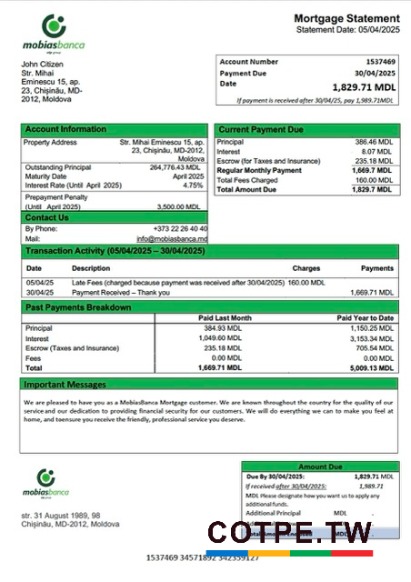 mobiasbanca
Mortgage Statement
Statement Date: 05/04/2025
John Citizen
Str. Mihai
Eminescu 15, ap.
23, Chișinău, MD-
2012, Moldova
Account Number 1537469
Payment Due 30/04/2025
Date 1,829.71 MDL
If payment is received after 30/04/25, pay 1,989.71MDL
Account Information
Property Address Str. Mihai Eminescu 15, ap.
23, Chișinău, MD-2012,
Moldova
Outstanding Principal 264,776.43 MDL
Maturity Date April 2025
Interest Rate (Until April 2025) 4.75%
Prepayment Penalty
(Until April 2025) 3,500.00 MDL
Contact Us
By Phone: +373 22 26 40 40
Mail: info@mobiasbanca.md
Current Payment Due
Principal 386.46 MDL
Interest 8.07 MDL
Escrow (for Taxes and Insurance) 235.18 MDL
Regular Monthly Payment 1,669.7 MDL
Total Fees Charged 160.00 MDL
Total Amount Due 1,829.7 MDL
Transaction Activity (05/04/2025 – 30/04/2025)
Date Description Charges Payments
05/04/25 Late Fees (charged because payment was received after 30/04/2025) 160.00 MDL
30/04/25 Payment Received – Thank you 1,669.71 MDL
Past Payments Breakdown
Paid Last Month Paid Year to Date
Principal 384.93 MDL 1,150.25 MDL
Interest 1,049.60 MDL 3,153.34 MDL
Escrow (Taxes and Insurance) 235.18 MDL 705.54 MDL
Fees 0.00 MDL 0.00 MDL
Total 1,669.71 MDL 5,009.13 MDL
Important Messages
We are pleased to have you as a MobiasBanca Mortgage customer. We are known throughout the country for the quality of our
service and our dedication to providing financial security for our customers. We will do everything we can to make you feel at
home, and toensure you receive the friendly, professional service you deserve.
mobiasbanca
str. 31 August 1989, 98
Chișinău, MD-2012, Moldova
Amount Due
Due By 30/04/2025: 1,829.71 MDL
If received after 30/04/2025: 1,989.71
MDL Please designate how you want us to apply any
additional funds.
Additional Principal MDL
COTPE.TW
1537469 34571892 342359127